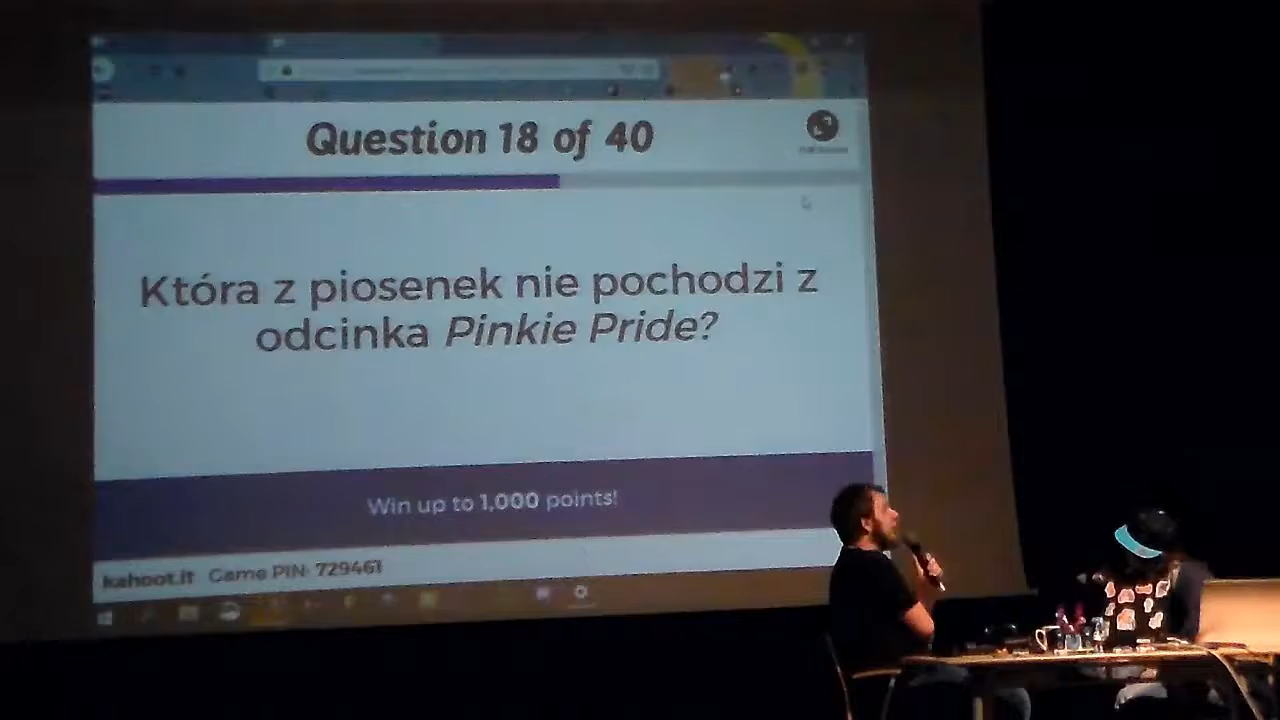 Question 18 of 40
Która z piosenek nie pochodzi z
odcinka Pinkie Pride?
Win up to 1,000 points!
kahoot.it Game PIN: 729461